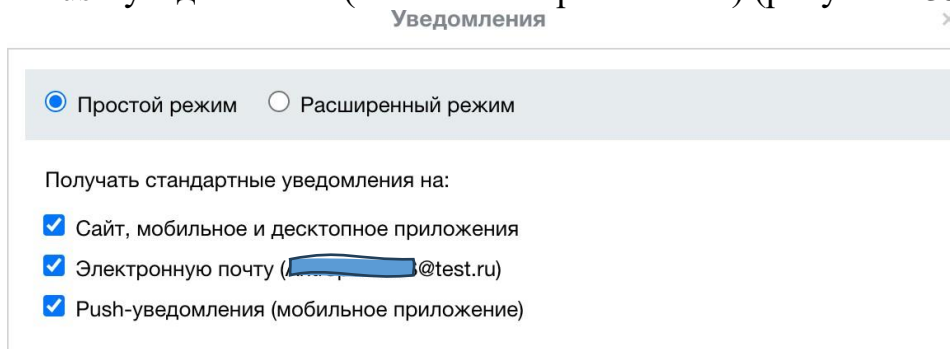 Уведомления
Простой режим Расширенный режим
Получать стандартные уведомления на:
Сайт, мобильное и десктопное приложения
Электронную почту ( @test.ru)
Push-уведомления (мобильное приложение)